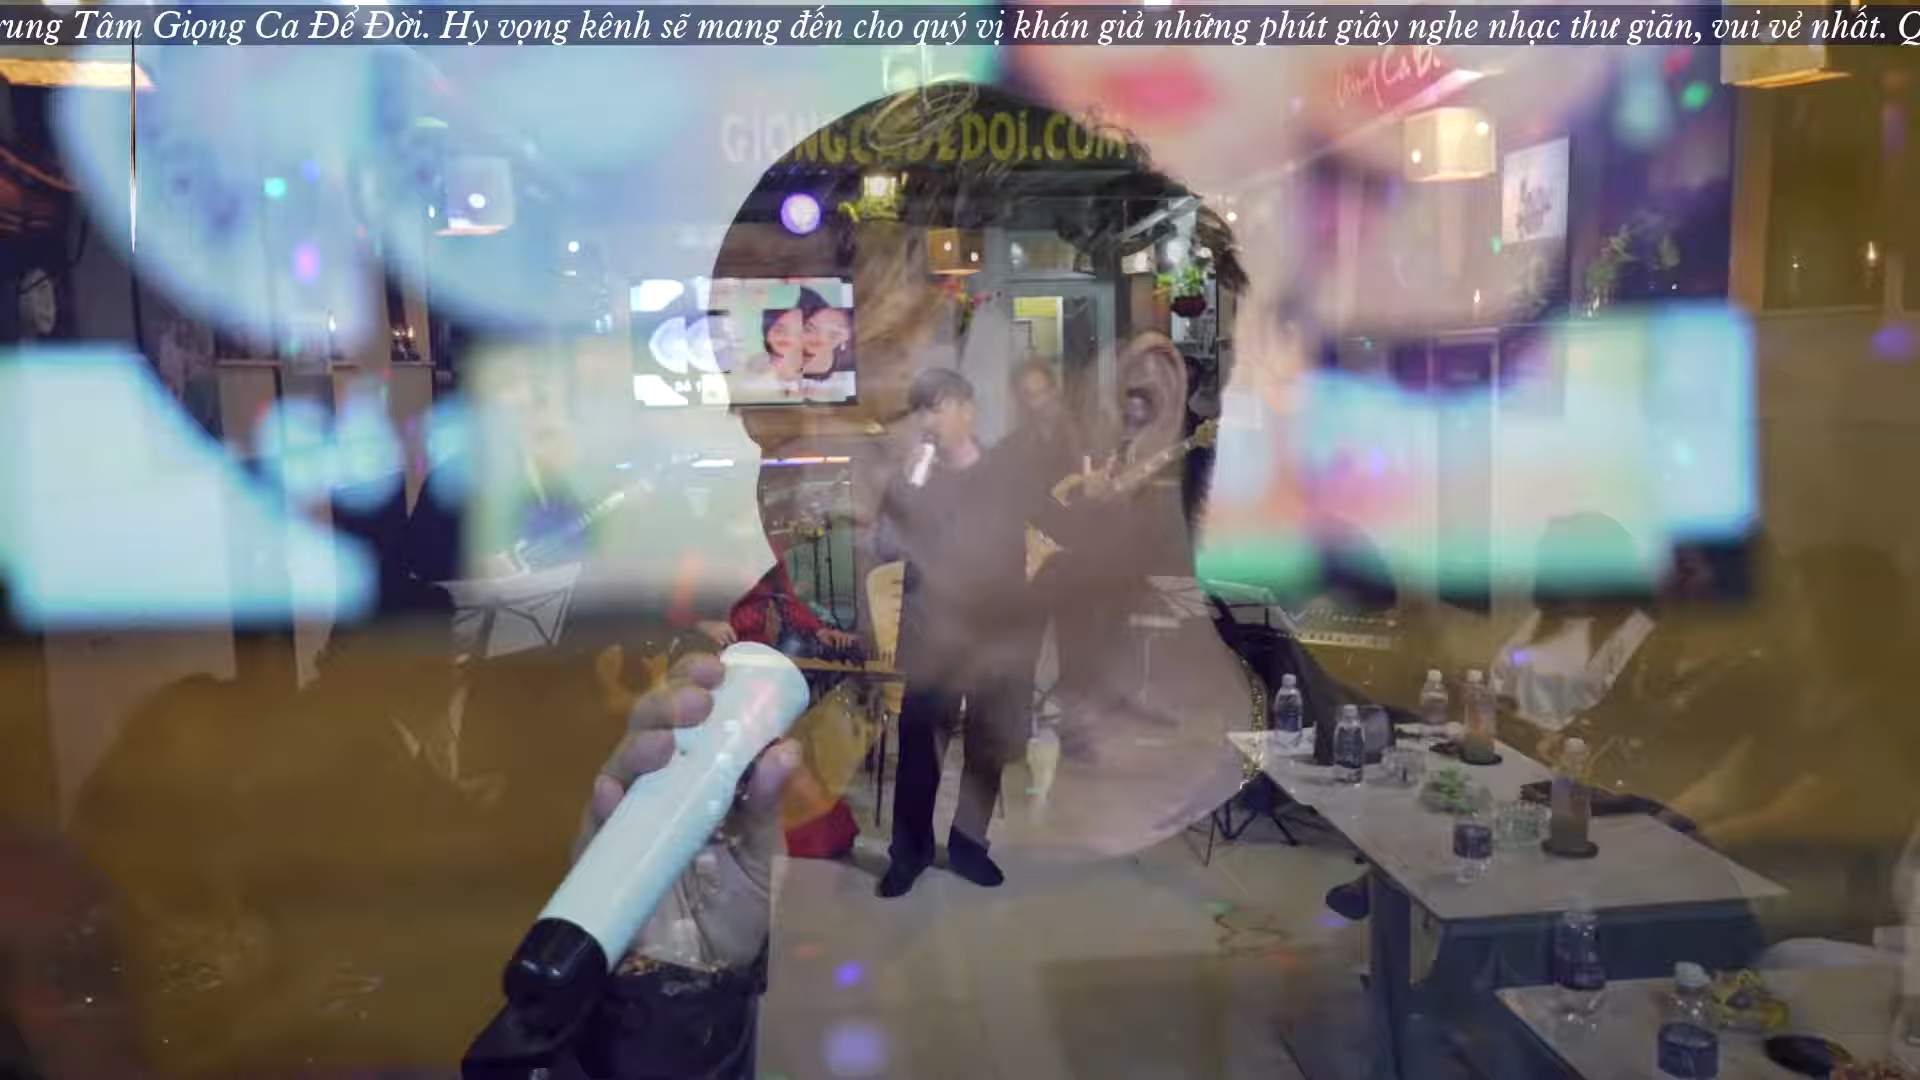 rung Tâm Giọng Ca Để Đời. Hy vọng kênh sẽ mang đến cho quý vị khán giả những phút giây nghe nhạc thư giãn, vui vẻ nhất. Q
GIONGCADEDOI.COM